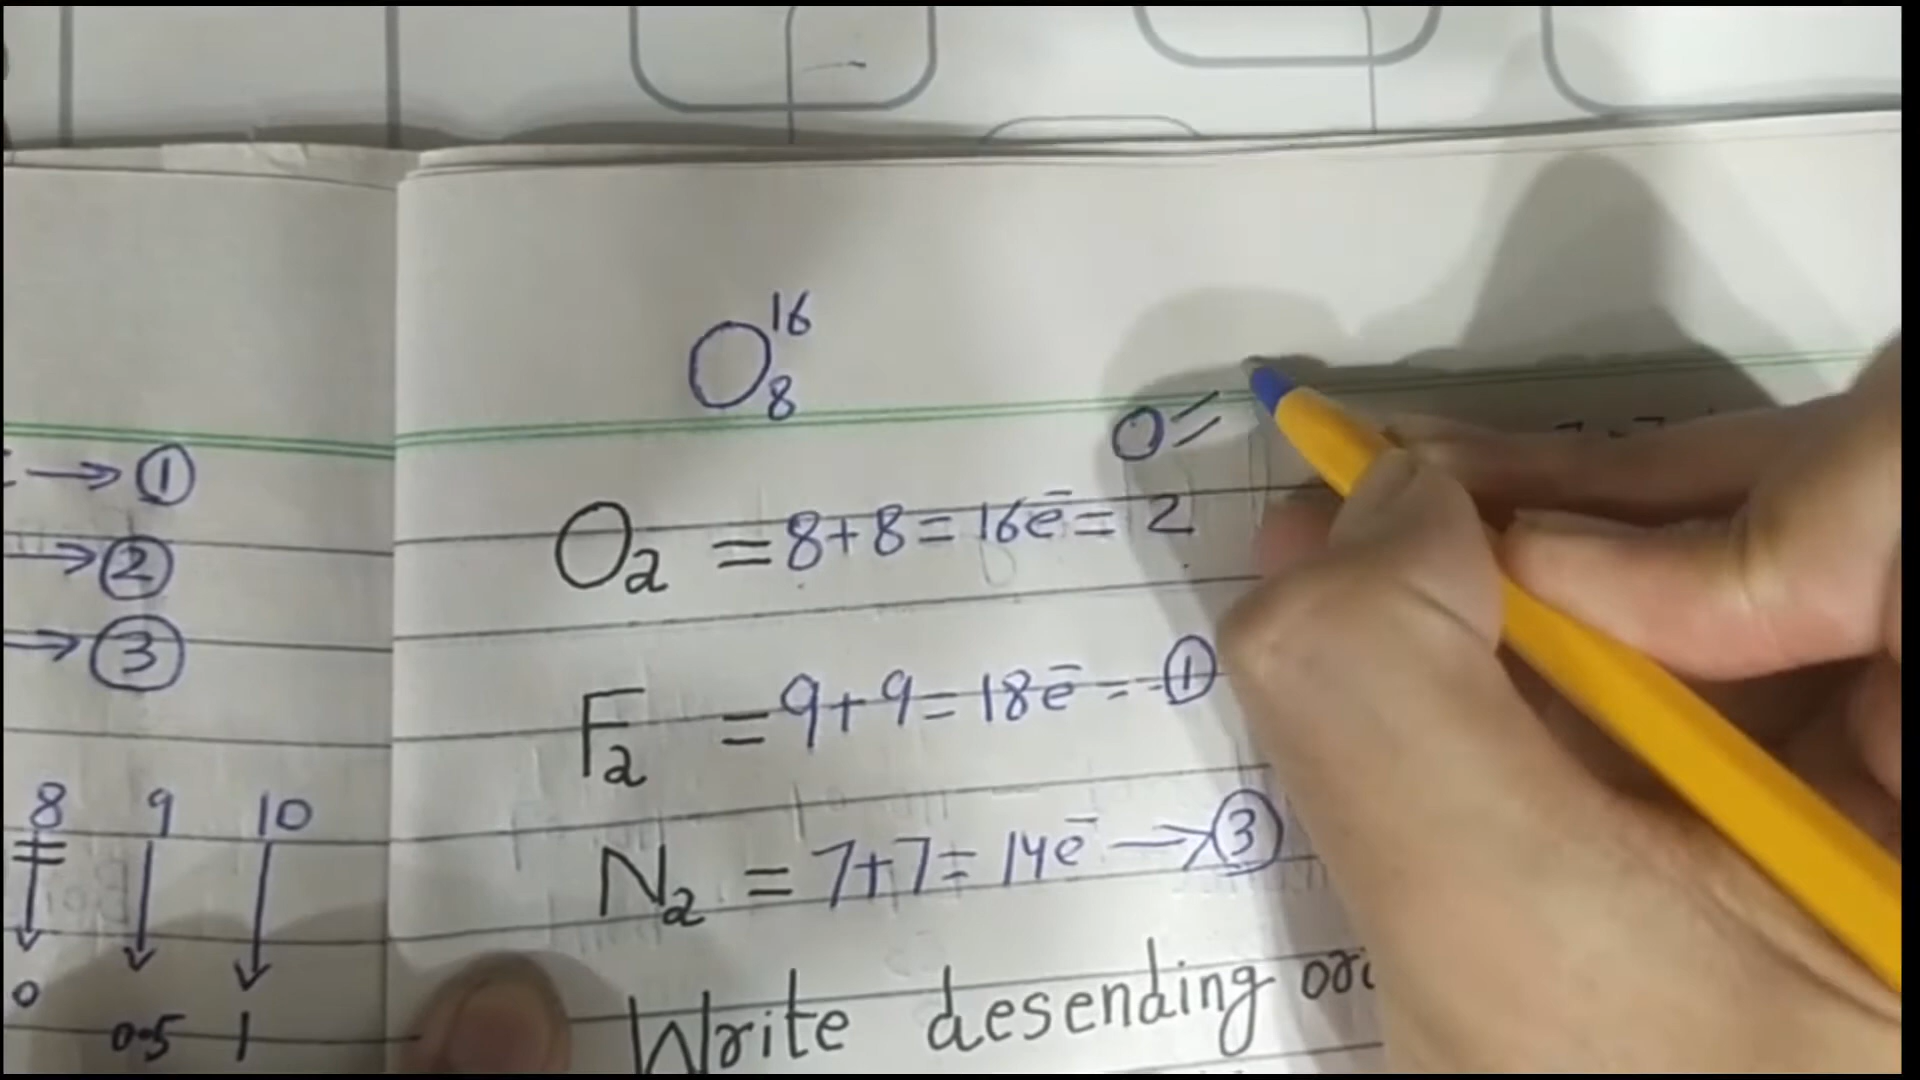 → ①
→ ②
→ ③
8 9 10
0 0.5 1
O 16 8
O =
O2 = 8+8 = 16e̅ = 2
F2 = 9+9 = 18e̅ - ①
N2 = 7+7 = 14e̅ → ③
Write desending